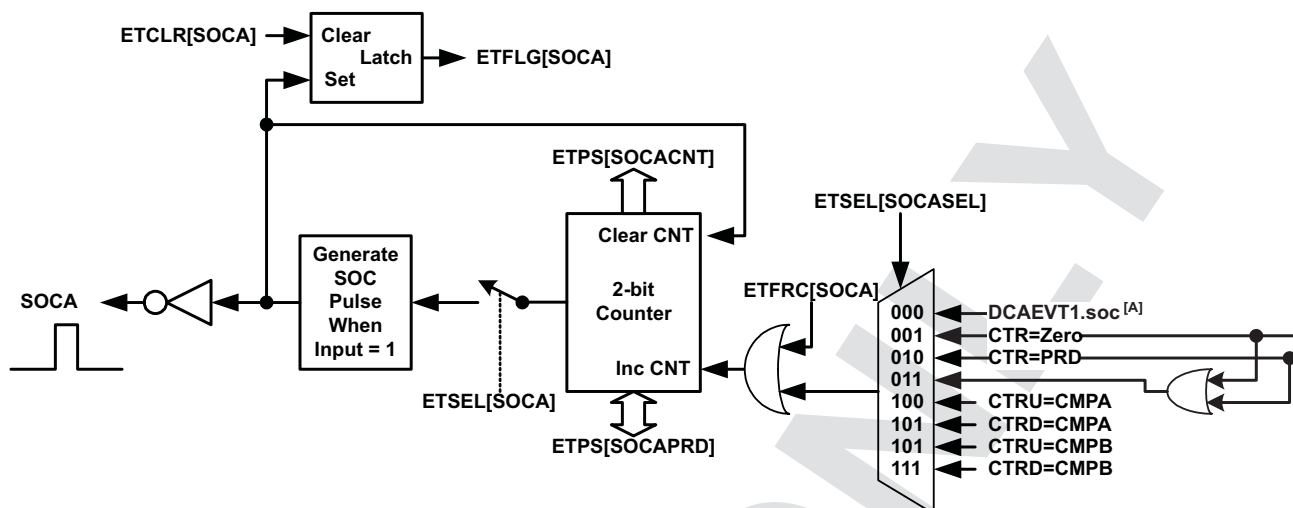 ETCLR[SOCA]
Clear
Latch
Set
ETFLG[SOCA]
ETPS[SOCACNT]
ETSEL[SOCASEL]
Clear CNT
2-bit
Counter
Inc CNT
Generate
SOC
Pulse
When
Input = 1
SOCA
ETFRC[SOCA]
ETSEL[SOCA]
ETPS[SOCAPRD]
000 DCAEVT1.soc [A]
001 CTR=Zero
010 CTR=PRD
011
100 CTRU=CMPA
101 CTRD=CMPA
101 CTRU=CMPB
111 CTRD=CMPB